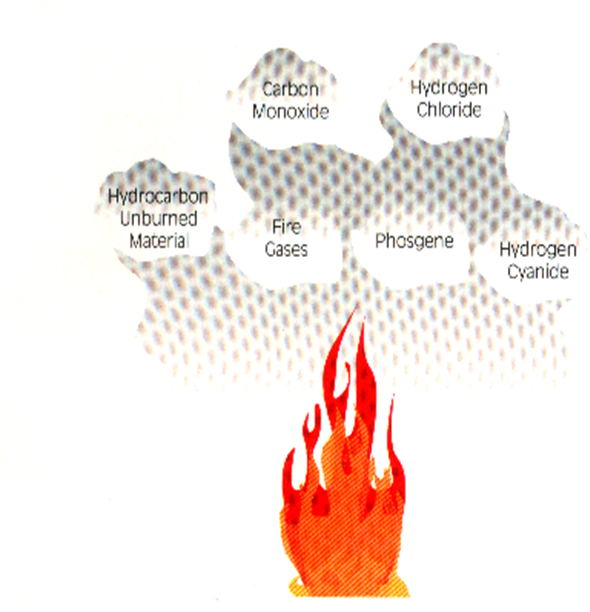 Carbon
Monoxide
Hydrogen
Chloride
Hydrocarbon
Unburned
Material
Fire
Gases
Phosgene
Hydrogen
Cyanide